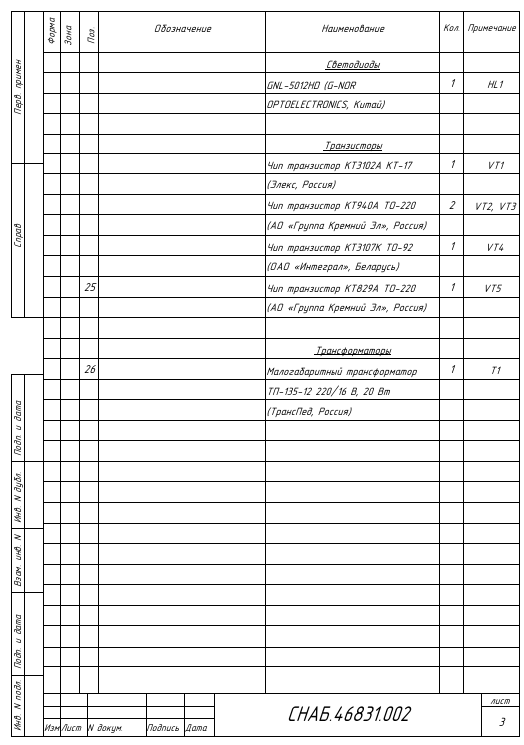 Форма Зона Поз. Обозначение Наименование Кол. Примечание
Перв. примен
Светодиоды
GNL-5012HD (G-NOR 1 HL1
OPTOELECTRONICS, Китай)
Транзисторы
Чип транзистор КТ3102А КТ-17 1 VT1
(Элекс, Россия)
Справ
Чип транзистор КТ940А ТО-220 2 VT2, VT3
(АО «Группа Кремний Эл», Россия)
Чип транзистор КТ3107К ТО-92 1 VT4
(ОАО «Интеграл», Беларусь)
25 Чип транзистор КТ829А ТО-220 1 VT5
(АО «Группа Кремний Эл», Россия)
Трансформаторы
26 Малогабаритный трансформатор 1 Т1
ТП-135-12 220/16 В, 20 Вт
(ТрансЛед, Россия)
Подп. и дата
Инв. N дубл.
Взам. инв. N
Подп. и дата
Инв. N подл.
Изм Лист N докум. Подпись Дата
СНАБ.46831.002
лист
3